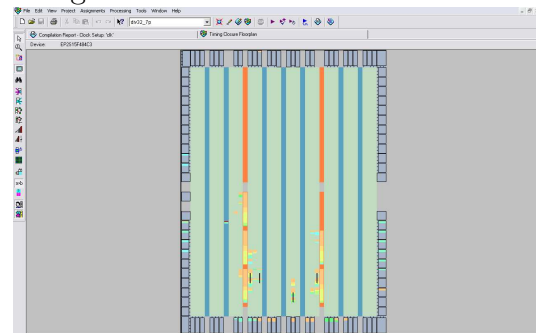 File Edit View Project Assignments Processing Tools Window Help
div32_7s
Compilation Report - Clock Setup: 'clk'
Timing Closure Floorplan
Device EP2S15F484C3